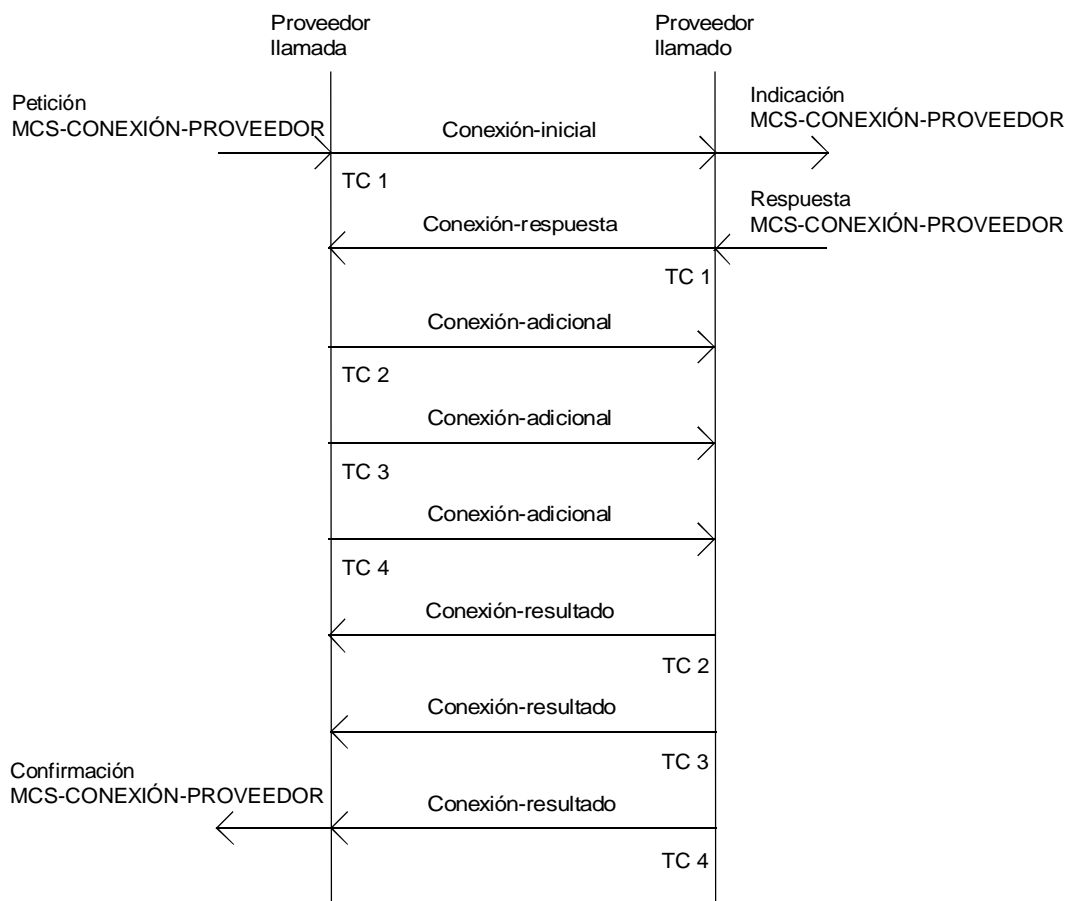 Proveedor
llamada
Proveedor
llamado
Petición
MCS-CONEXIÓN-PROVEEDOR
Conexión-inicial
Indicación
MCS-CONEXIÓN-PROVEEDOR
TC 1
Respuesta
MCS-CONEXIÓN-PROVEEDOR
Conexión-respuesta
TC 1
Conexión-adicional
TC 2
Conexión-adicional
TC 3
Conexión-adicional
TC 4
Conexión-resultado
TC 2
Conexión-resultado
TC 3
Confirmación
MCS-CONEXIÓN-PROVEEDOR
Conexión-resultado
TC 4